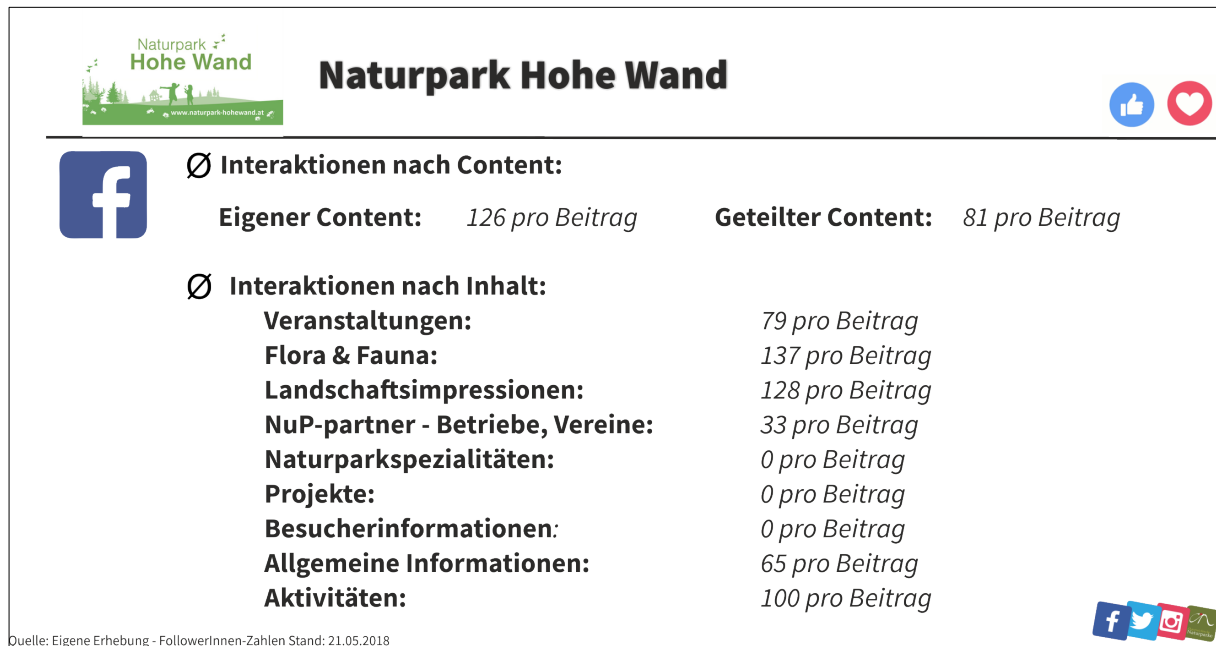 Naturpark
Hohe Wand
www.naturpark-hohewand.at
Naturpark Hohe Wand
Ø Interaktionen nach Content:
Eigener Content: 126 pro Beitrag Geteilter Content: 81 pro Beitrag
Ø Interaktionen nach Inhalt:
Veranstaltungen: 79 pro Beitrag
Flora & Fauna: 137 pro Beitrag
Landschaftsimpressionen: 128 pro Beitrag
NuP-partner - Betriebe, Vereine: 33 pro Beitrag
Naturparkspezialitäten: 0 pro Beitrag
Projekte: 0 pro Beitrag
Besucherinformationen: 0 pro Beitrag
Allgemeine Informationen: 65 pro Beitrag
Aktivitäten: 100 pro Beitrag
Quelle: Eigene Erhebung - FollowerInnen-Zahlen Stand: 21.05.2018